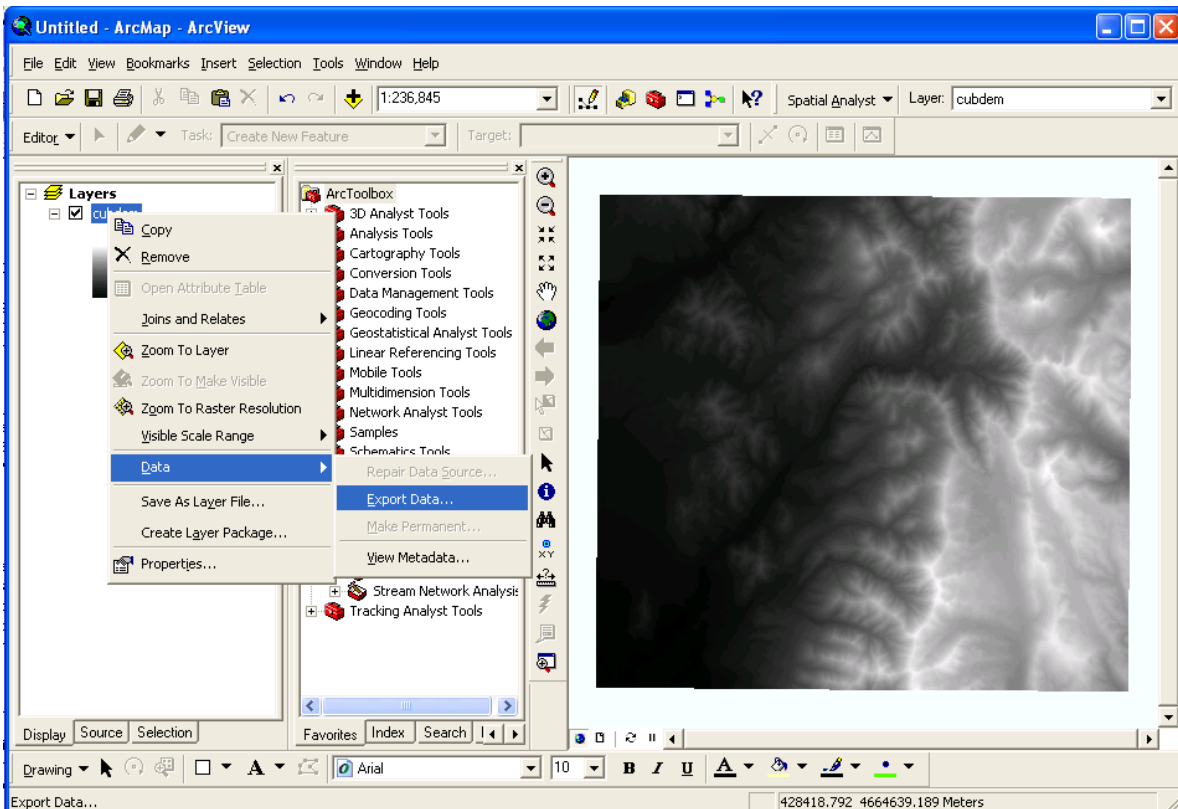 Untitled - ArcMap - ArcView
File Edit View Bookmarks Insert Selection Tools Window Help
1:236,845 Spatial Analyst Layer: cubdem
Editor Task: Create New Feature Target:
Layers
cubdem
Copy
Remove
Open Attribute Table
Joins and Relates
Zoom To Layer
Zoom To Make Visible
Zoom To Raster Resolution
Visible Scale Range
Data
Save As Layer File...
Create Layer Package...
Properties...
Repair Data Source...
Export Data...
Make Permanent...
View Metadata...
ArcToolbox
3D Analyst Tools
Analysis Tools
Cartography Tools
Conversion Tools
Data Management Tools
Geocoding Tools
Geostatistical Analyst Tools
Linear Referencing Tools
Mobile Tools
Multidimension Tools
Network Analyst Tools
Samples
Schematics Tools
Stream Network Analysis
Tracking Analyst Tools
XY
Display Source Selection
Favorites Index Search
Drawing A Arial 10 B I U A
Export Data... 428418.792 4664639.189 Meters